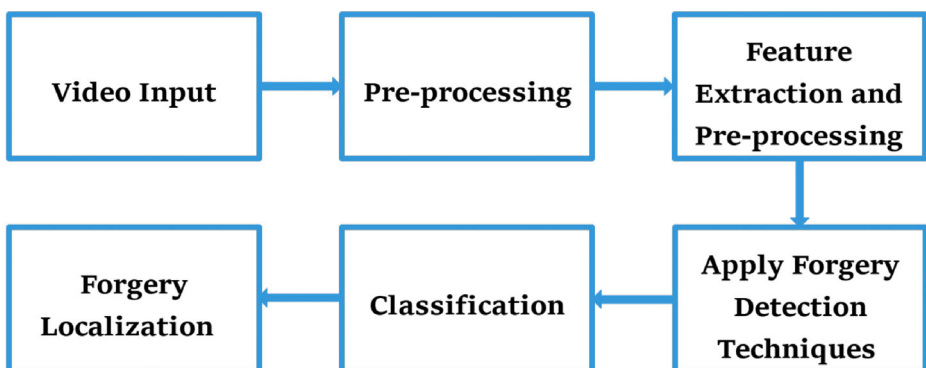 Video Input
Pre-processing
Feature
Extraction and
Pre-processing
Apply Forgery
Detection
Techniques
Classification
Forgery
Localization